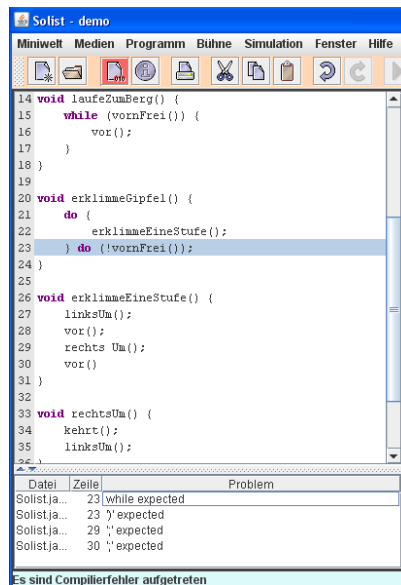 Solist - demo
Miniwelt Medien Programm Bühne Simulation Fenster Hilfe
14 void laufeZumBerg() {
15 while (vornFrei()) {
16 vor();
17 }
18 }
19
20 void erklimmeGipfel() {
21 do {
22 erklimmeEineStufe();
23 } do (!vornFrei());
24 }
25
26 void erklimmeEineStufe() {
27 linksUm();
28 vor();
29 rechts Um();
30 vor()
31 }
32
33 void rechtsUm() {
34 kehrt();
35 linksUm();
36 }
Datei Zeile Problem
Solist.ja... 23 while expected
Solist.ja... 23 ')' expected
Solist.ja... 29 ';' expected
Solist.ja... 30 ';' expected
Es sind Compilierfehler aufgetreten